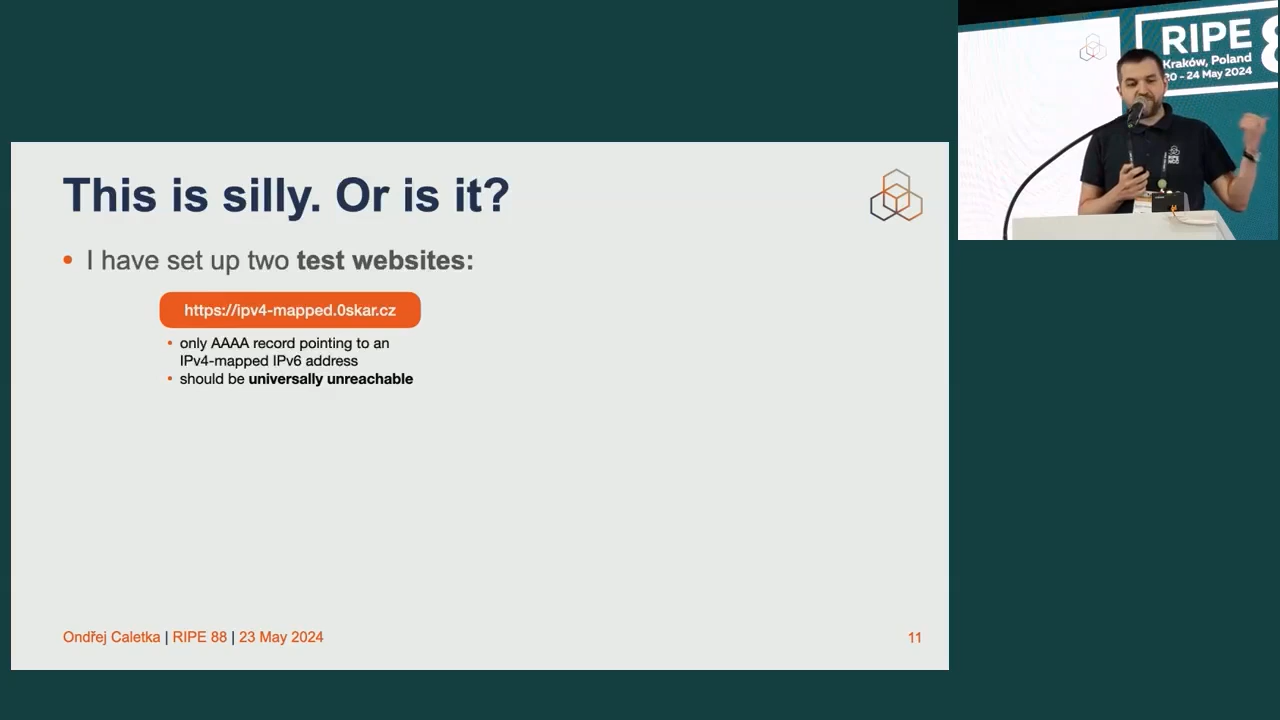 This is silly. Or is it?
• I have set up two test websites:
https://ipv4-mapped.0skar.cz
• only AAAA record pointing to an
IPv4-mapped IPv6 address
• should be universally unreachable
Ondřej Caletka | RIPE 88 | 23 May 2024
11
RIPE 8
Kraków, Poland
20 - 24 May 2024